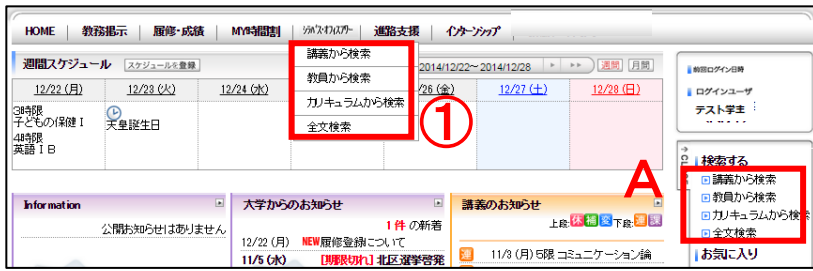 HOME 教務掲示 履修・成績 MY時間割 ｼﾗﾊﾞｽ･ｵﾌｨｽｱﾜｰ 進路支援 インターンシップ
週間スケジュール スケジュールを登録
2014/12/22～2014/12/28 週間 月間
講義から検索
教員から検索
カリキュラムから検索
全文検索
①
12/22 (月) 12/23 (火) 12/24 (水) /26 (金) 12/27 (土) 12/28 (日)
3時限
子どもの保健Ⅰ
4時限
英語ⅠB
天皇誕生日
前回ログイン日時
ログインユーザ
テスト学生
A
検索する
講義から検索
教員から検索
カリキュラムから検索
全文検索
お気に入り
Information
公開お知らせはありません
大学からのお知らせ
1 件 の新着
12/22 (月) NEW履修登録について
11/5 (水) [期限切れ] 北区選挙啓発
講義のお知らせ
上段:休補変下段:連課
連 11/3 (月) 5限 コミュニケーション論